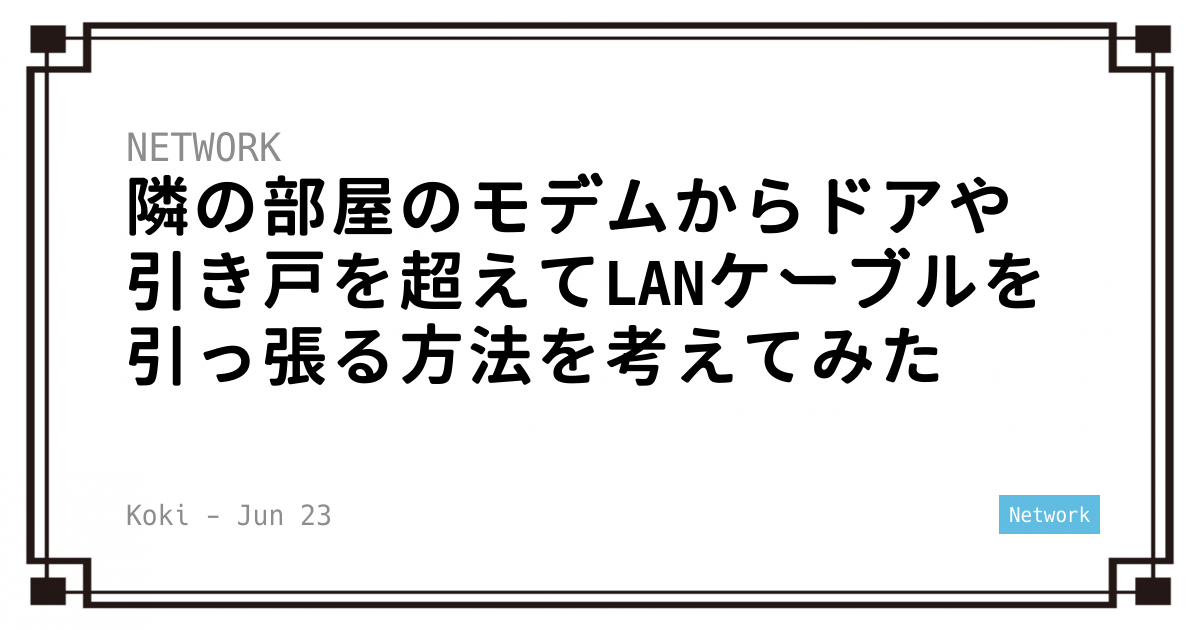 NETWORK
隣の部屋のモデムからドアや
引き戸を超えてLANケーブルを
引っ張る方法を考えてみた
Koki – Jun 23
Network